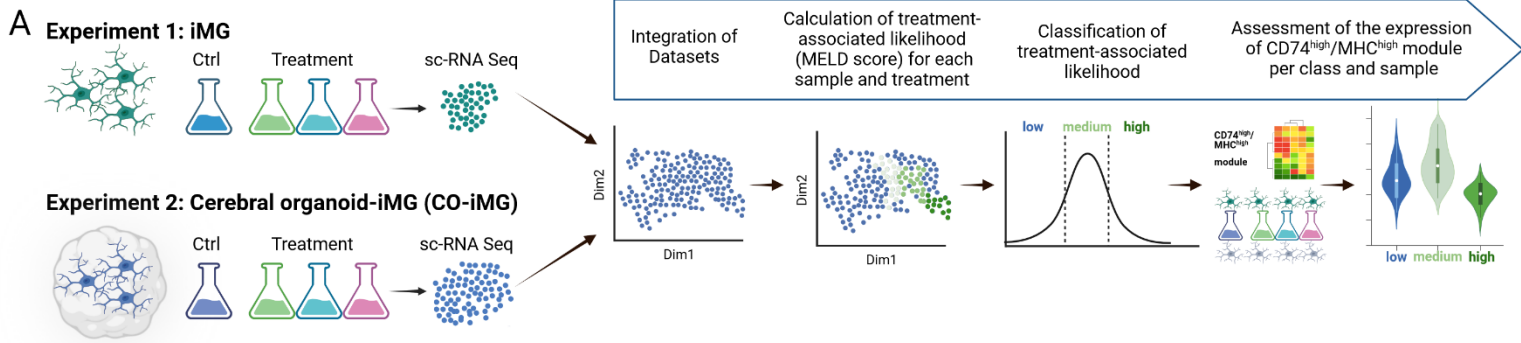 A
Experiment 1: iMG
Ctrl
Treatment
sc-RNA Seq
Experiment 2: Cerebral organoid-iMG (CO-iMG)
Ctrl
Treatment
sc-RNA Seq
Integration of
Datasets
Calculation of treatment-
associated likelihood
(MELD score) for each
sample and treatment
Classification of
treatment-associated
likelihood
Assessment of the expression
of CD74high/MHChigh module
per class and sample
Dim2
Dim1
Dim2
Dim1
low medium high
CD74high/
MHChigh
module
low medium high